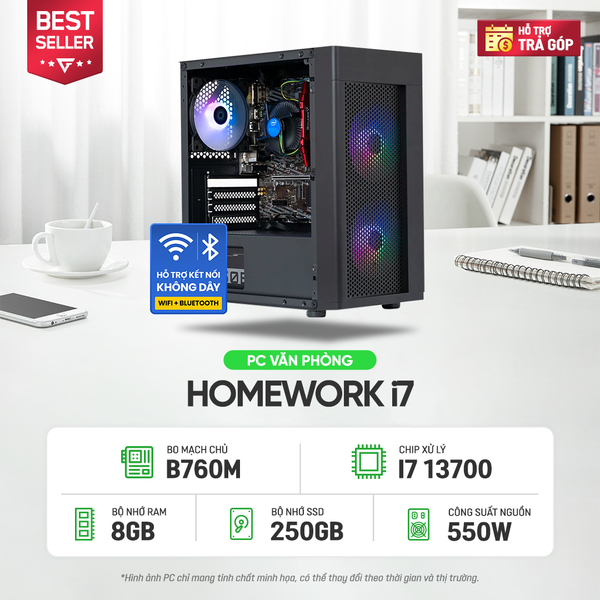 BEST
SELLER
HỖ TRỢ
TRẢ GÓP
HỖ TRỢ KẾT NỐI
KHÔNG DÂY
WIFI + BLUETOOTH
PC VĂN PHÒNG
HOMEWORK i7
BO MẠCH CHỦ
B760M
CHIP XỬ LÝ
I7 13700
BỘ NHỚ RAM
8GB
BỘ NHỚ SSD
250GB
CÔNG SUẤT NGUỒN
550W
*Hình ảnh PC chỉ mang tính chất minh họa, có thể thay đổi theo thời gian và thị trường.